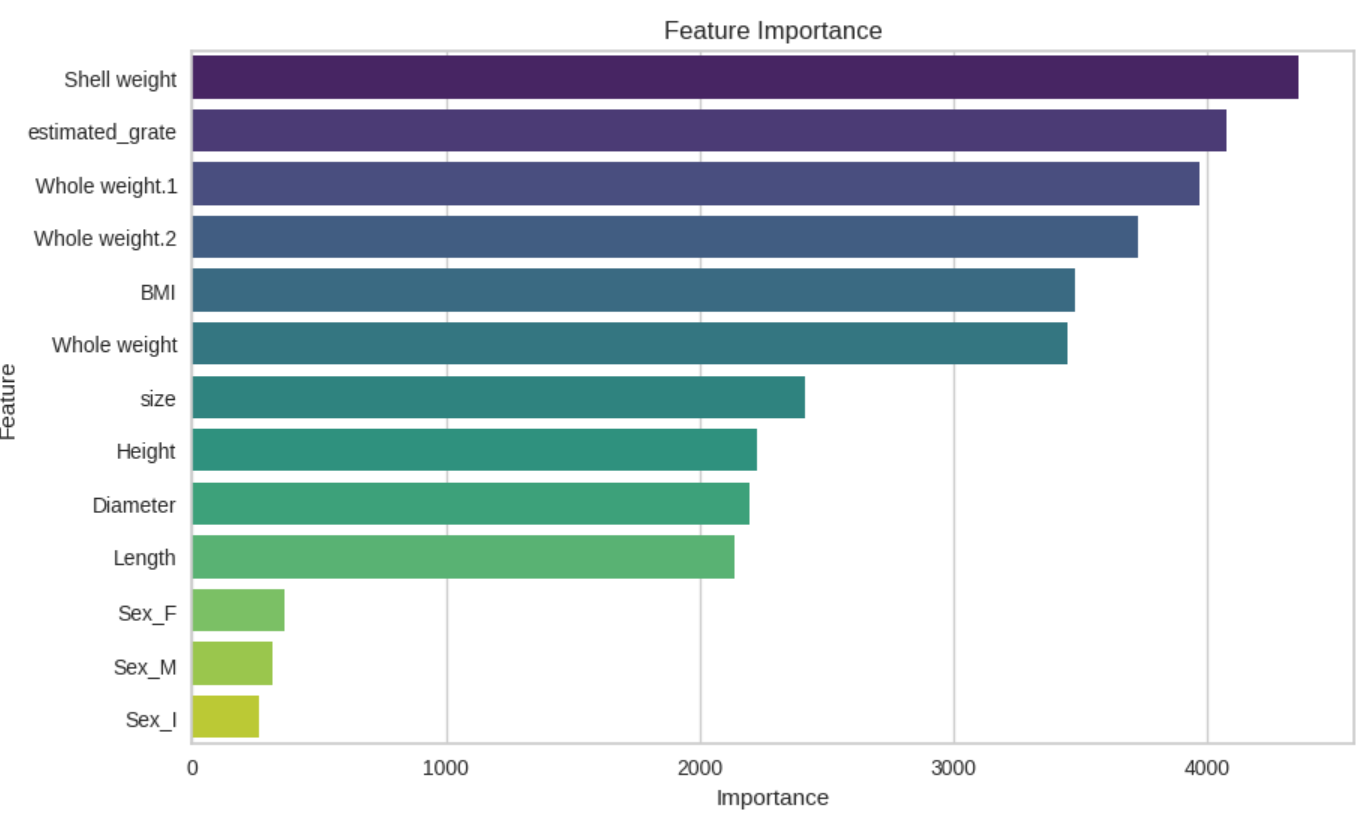 Feature Importance
Shell weight
estimated_grate
Whole weight.1
Whole weight.2
BMI
Whole weight
size
Height
Diameter
Length
Sex_F
Sex_M
Sex_I
Feature
0 1000 2000 3000 4000
Importance